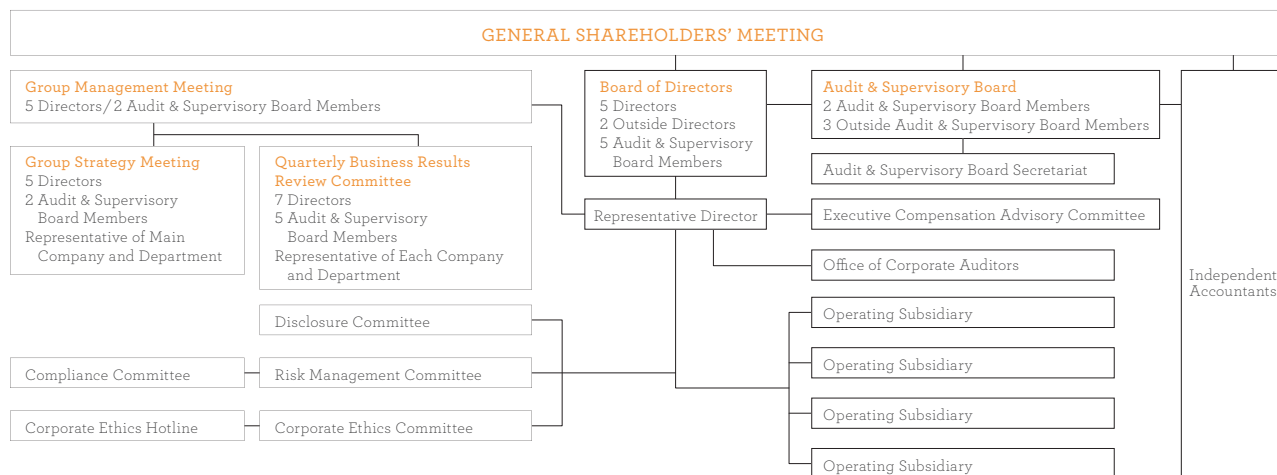 GENERAL SHAREHOLDERS' MEETING
Group Management Meeting
5 Directors/2 Audit & Supervisory Board Members
Group Strategy Meeting
5 Directors
2 Audit & Supervisory
Board Members
Representative of Main
Company and Department
Quarterly Business Results
Review Committee
7 Directors
5 Audit & Supervisory
Board Members
Representative of Each Company
and Department
Disclosure Committee
Compliance Committee
Risk Management Committee
Corporate Ethics Hotline
Corporate Ethics Committee
Board of Directors
5 Directors
2 Outside Directors
5 Audit & Supervisory
Board Members
Representative Director
Audit & Supervisory Board
2 Audit & Supervisory Board Members
3 Outside Audit & Supervisory Board Members
Audit & Supervisory Board Secretariat
Executive Compensation Advisory Committee
Office of Corporate Auditors
Operating Subsidiary
Operating Subsidiary
Operating Subsidiary
Operating Subsidiary
Independent
Accountants